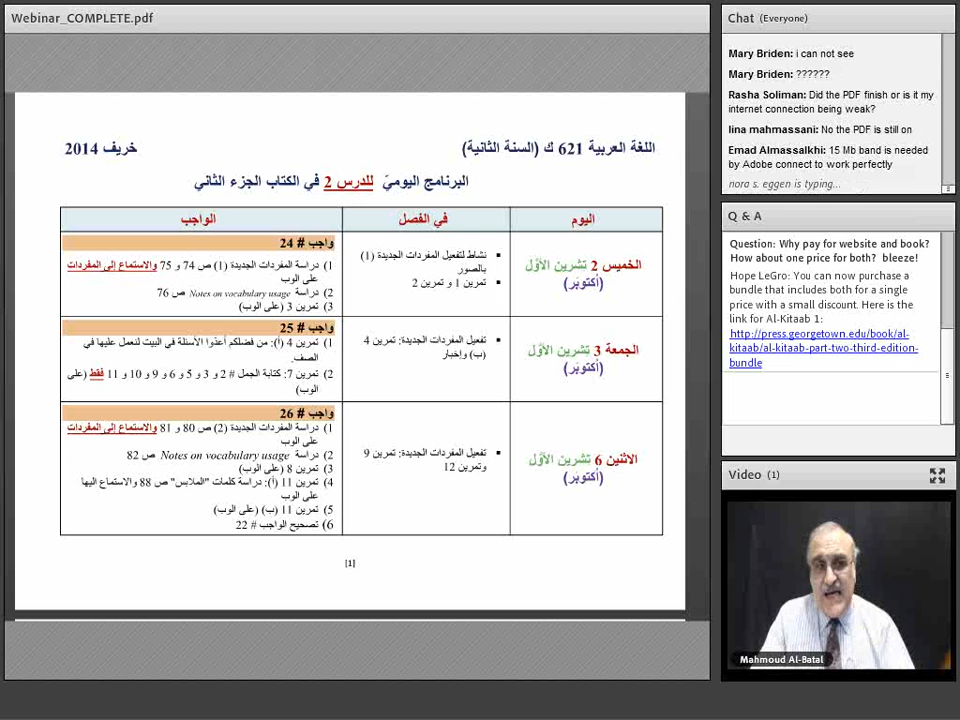 Webinar_COMPLETE.pdf
اللغة العربية 621 ك (السنة الثانية)
خريف 2014
البرنامج اليوميّ للدرس 2 في الكتاب الجزء الثاني
اليوم
في الفصل
الواجب
الخميس 2 تشرين الأوّل
(أكتوبَر)
نشاط لتفعيل المفردات الجديدة (1)
بالصور
تمرين 1 و تمرين 2
واجب # 24
1) دراسة المفردات الجديدة (1) ص 74 و 75 والاستماع إلى المفردات
على الوب
2) دراسة Notes on vocabulary usage ص 76
3) تمرين 3 (على الوب)
الجمعة 3 تشرين الأوّل
(أكتوبَر)
تفعيل المفردات الجديدة: تمرين 4
(ب) وإخبار
واجب # 25
1) تمرين 4 (أ): من فضلكم أعدّوا الأسئلة في البيت لنعمل عليها في
الصف.
2) تمرين 7: كتابة الجمل # 2 و 3 و 5 و 6 و 9 و 10 و 11 فقط (على
الوب)
الاثنين 6 تشرين الأوّل
(أكتوبَر)
تفعيل المفردات الجديدة: تمرين 9
وتمرين 12
واجب # 26
1) دراسة المفردات الجديدة (2) ص 80 و 81 والاستماع إلى المفردات
على الوب
2) دراسة Notes on vocabulary usage ص 82
3) تمرين 8 (على الوب)
4) تمرين 11 (أ): دراسة كلمات "الملابس" ص 88 والاستماع اليها
على الوب
5) تمرين 11 (ب) (على الوب)
6) تصحيح الواجب # 22
[1]
Chat (Everyone)
Mary Briden: i can not see
Mary Briden: ??????
Rasha Soliman: Did the PDF finish or is it my
internet connection being weak?
lina mahmassani: No the PDF is still on
Emad Almassalkhi: 15 Mb band is needed
by Adobe connect to work perfectly
nora s. eggen is typing...
Q & A
Question: Why pay for website and book?
How about one price for both? bleeze!
Hope LeGro: You can now purchase a
bundle that includes both for a single
price with a small discount. Here is the
link for Al-Kitaab 1:
http://press.georgetown.edu/book/al-
kitaab/al-kitaab-part-two-third-edition-
bundle
Video (1)
Mahmoud Al-Batal